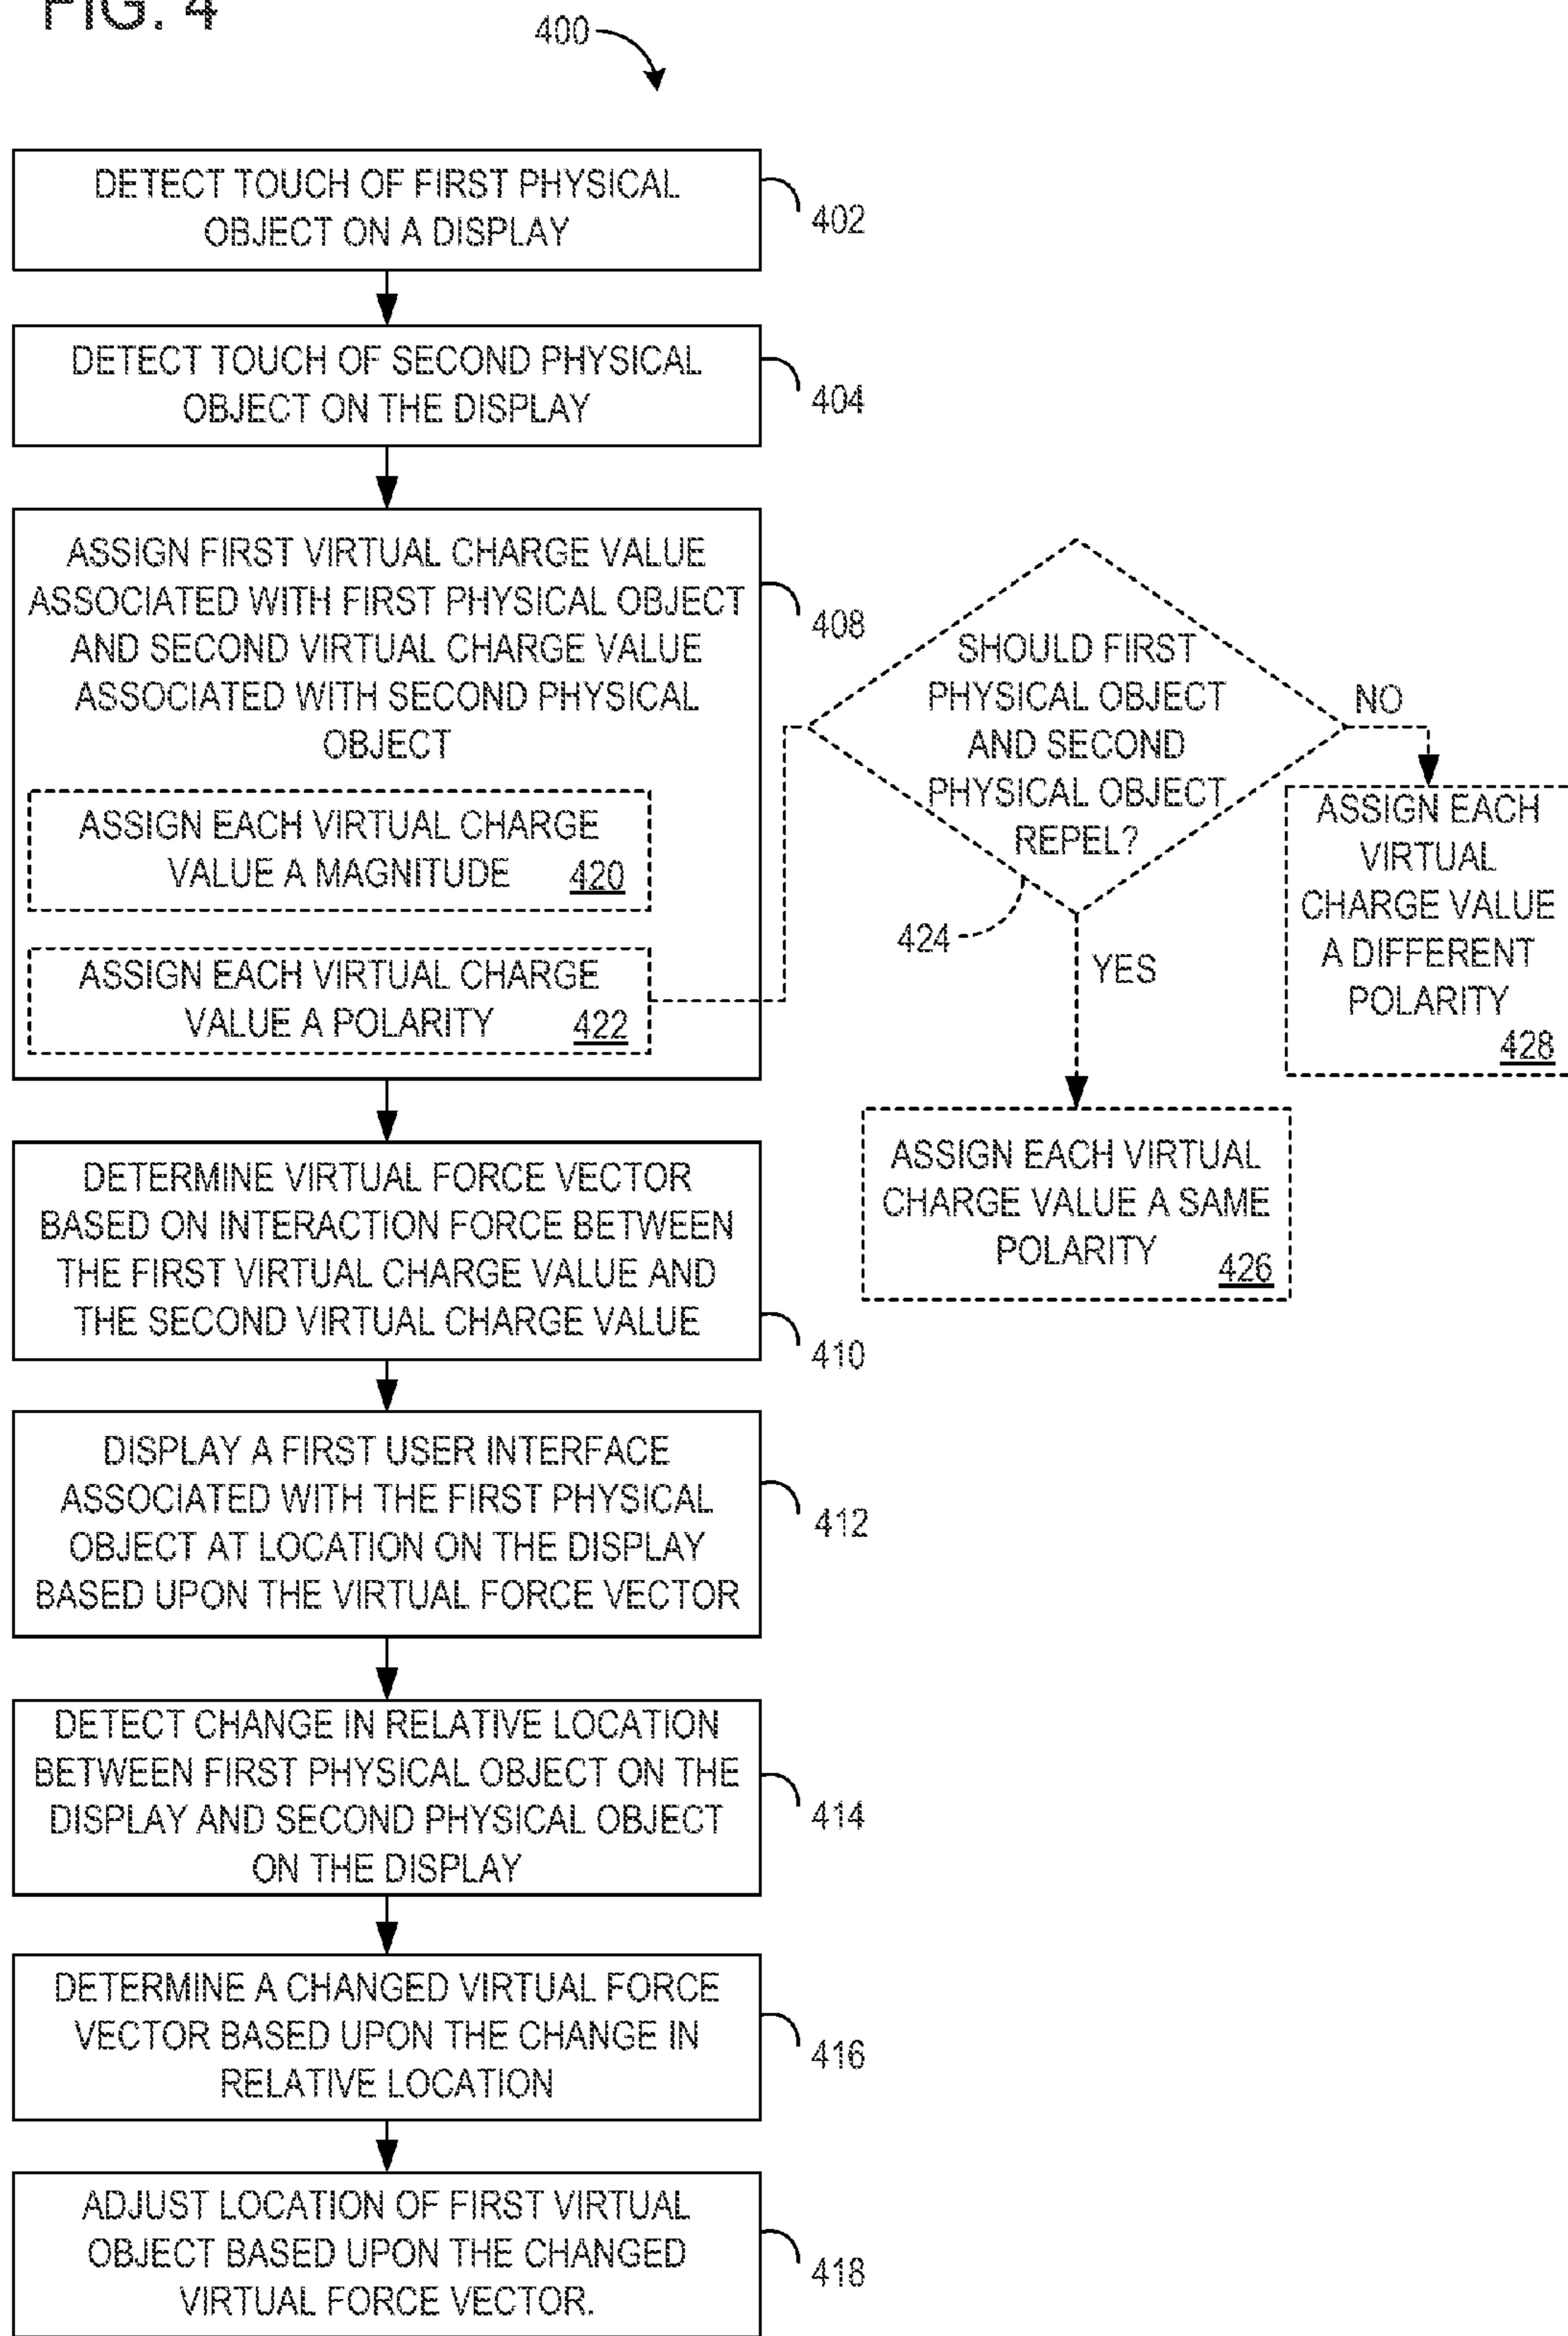 FIG. 4
400
DETECT TOUCH OF FIRST PHYSICAL
OBJECT ON A DISPLAY
402
DETECT TOUCH OF SECOND PHYSICAL
OBJECT ON THE DISPLAY
404
ASSIGN FIRST VIRTUAL CHARGE VALUE
ASSOCIATED WITH FIRST PHYSICAL OBJECT
AND SECOND VIRTUAL CHARGE VALUE
ASSOCIATED WITH SECOND PHYSICAL
OBJECT
408
ASSIGN EACH VIRTUAL CHARGE
VALUE A MAGNITUDE 420
ASSIGN EACH VIRTUAL CHARGE
VALUE A POLARITY 422
SHOULD FIRST
PHYSICAL OBJECT
AND SECOND
PHYSICAL OBJECT
REPEL?
424
NO
ASSIGN EACH
VIRTUAL
CHARGE VALUE
A DIFFERENT
POLARITY
428
YES
ASSIGN EACH VIRTUAL
CHARGE VALUE A SAME
POLARITY 426
DETERMINE VIRTUAL FORCE VECTOR
BASED ON INTERACTION FORCE BETWEEN
THE FIRST VIRTUAL CHARGE VALUE AND
THE SECOND VIRTUAL CHARGE VALUE
410
DISPLAY A FIRST USER INTERFACE
ASSOCIATED WITH THE FIRST PHYSICAL
OBJECT AT LOCATION ON THE DISPLAY
BASED UPON THE VIRTUAL FORCE VECTOR
412
DETECT CHANGE IN RELATIVE LOCATION
BETWEEN FIRST PHYSICAL OBJECT ON THE
DISPLAY AND SECOND PHYSICAL OBJECT
ON THE DISPLAY
414
DETERMINE A CHANGED VIRTUAL FORCE
VECTOR BASED UPON THE CHANGE IN
RELATIVE LOCATION
416
ADJUST LOCATION OF FIRST VIRTUAL
OBJECT BASED UPON THE CHANGED
VIRTUAL FORCE VECTOR.
418